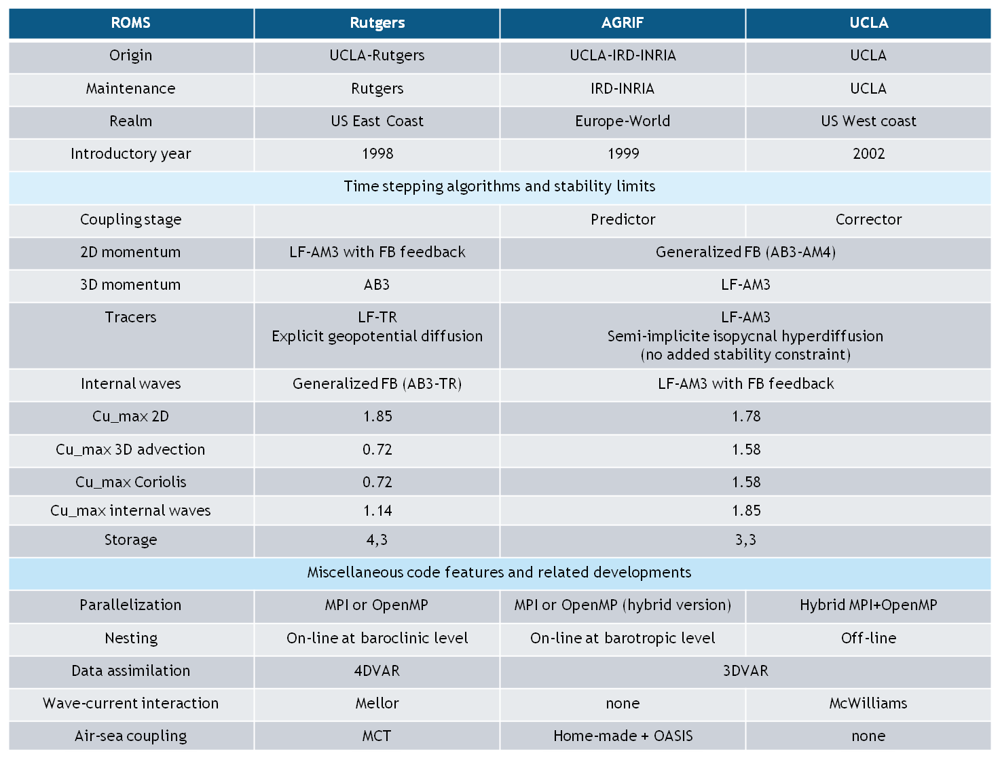 ROMS Rutgers AGRIF UCLA
Origin UCLA-Rutgers UCLA-IRD-INRIA UCLA
Maintenance Rutgers IRD-INRIA UCLA
Realm US East Coast Europe-World US West coast
Introductory year 1998 1999 2002
Time stepping algorithms and stability limits
Coupling stage Predictor Corrector
2D momentum LF-AM3 with FB feedback Generalized FB (AB3-AM4)
3D momentum AB3 LF-AM3
Tracers LF-TR LF-AM3
Explicit geopotential diffusion Semi-implicite isopycnal hyperdiffusion
(no added stability constraint)
Internal waves Generalized FB (AB3-TR) LF-AM3 with FB feedback
Cu_max 2D 1.85 1.78
Cu_max 3D advection 0.72 1.58
Cu_max Coriolis 0.72 1.58
Cu_max internal waves 1.14 1.85
Storage 4,3 3,3
Miscellaneous code features and related developments
Parallelization MPI or OpenMP MPI or OpenMP (hybrid version) Hybrid MPI+OpenMP
Nesting On-line at baroclinic level On-line at barotropic level Off-line
Data assimilation 4DVAR 3DVAR
Wave-current interaction Mellor none McWilliams
Air-sea coupling MCT Home-made + OASIS none